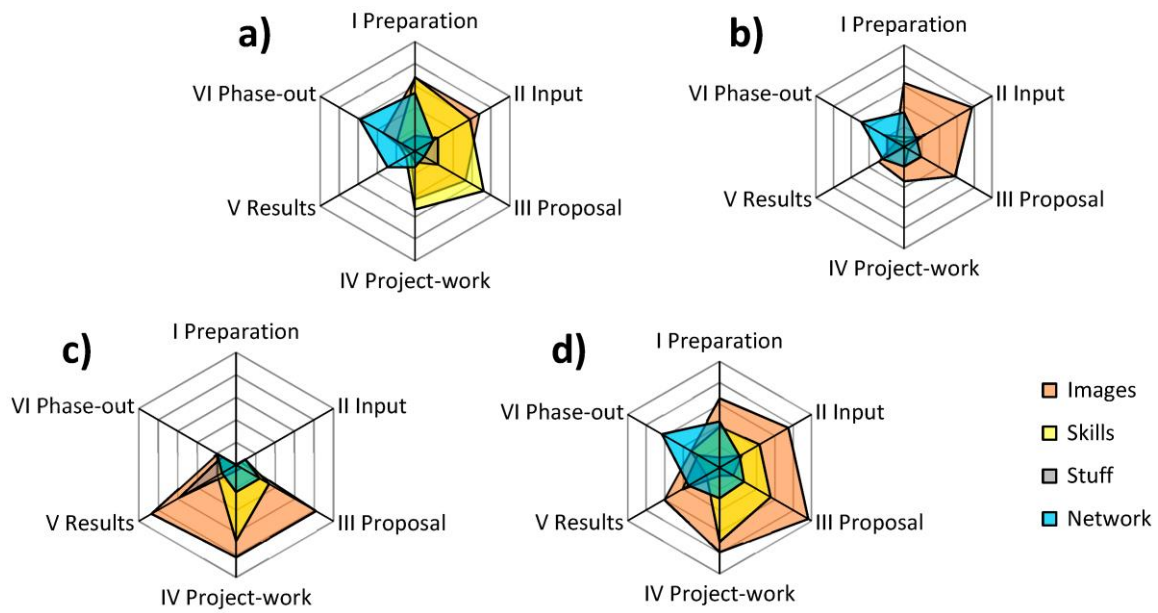 a)
I Preparation
VI Phase-out
II Input
V Results
III Proposal
IV Project-work
b)
I Preparation
VI Phase-out
II Input
V Results
III Proposal
IV Project-work
c)
I Preparation
VI Phase-out
II Input
V Results
III Proposal
IV Project-work
d)
I Preparation
VI Phase-out
II Input
V Results
III Proposal
IV Project-work
Images
Skills
Stuff
Network